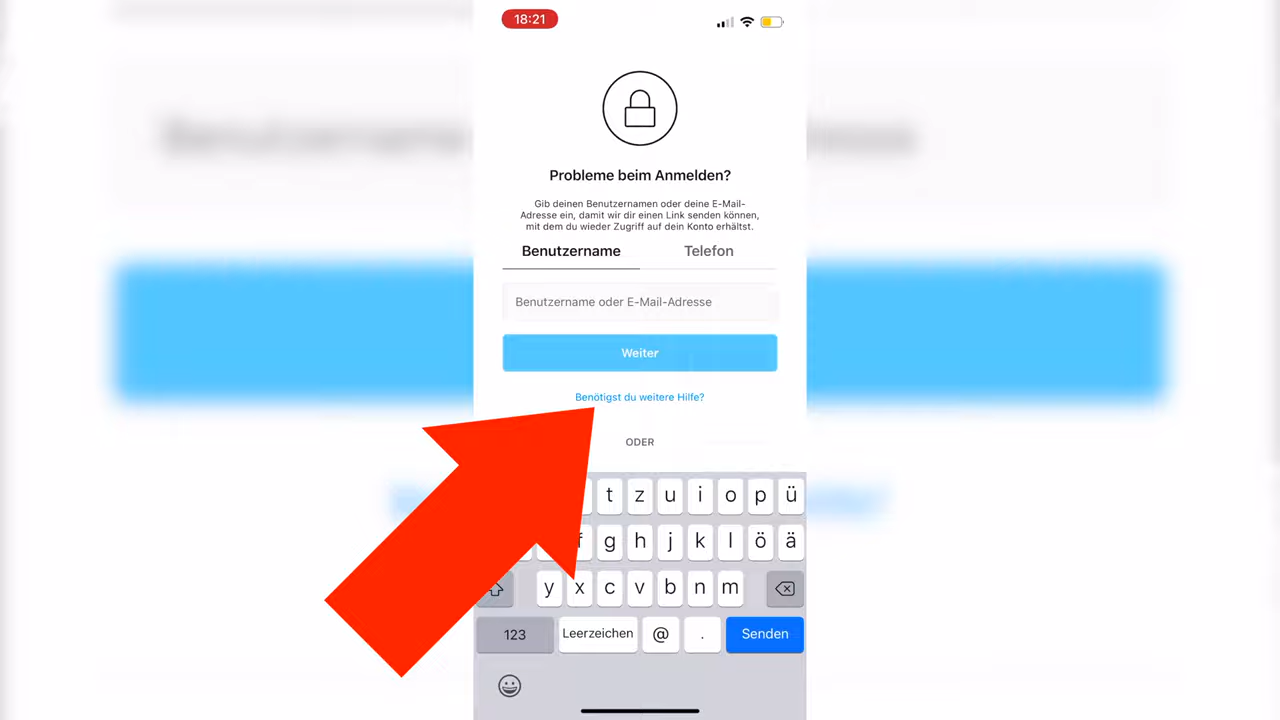 18:21
Probleme beim Anmelden?
Gib deinen Benutzernamen oder deine E-Mail-
Adresse ein, damit wir dir einen Link senden können,
mit dem du wieder Zugriff auf dein Konto erhältst.
Benutzername Telefon
Benutzername oder E-Mail-Adresse
Weiter
Benötigst du weitere Hilfe?
ODER
t z u i o p ü
f g h j k l ö ä
y x c v b n m
123 Leerzeichen @ . Senden